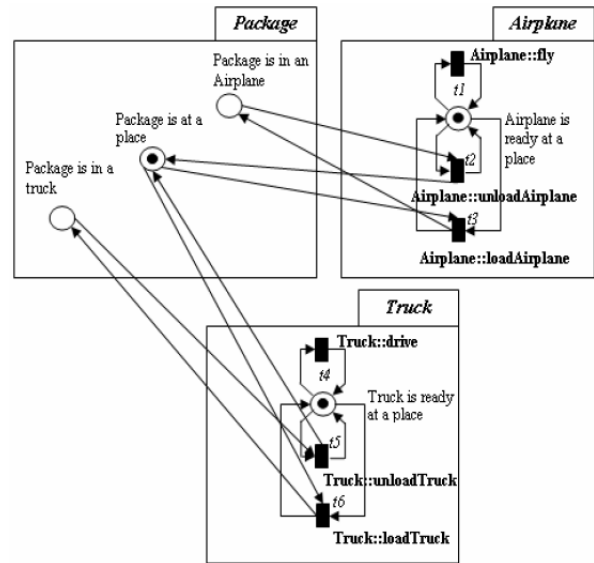 Package
Package is in an
Airplane
Package is at a
place
Package is in a
truck
Airplane
Airplane::fly
t1
Airplane is
ready at a
place
t2
Airplane::unloadAirplane
t3
Airplane::loadAirplane
Truck
Truck::drive
t4
Truck is ready
at a place
t5
Truck::unloadTruck
t6
Truck::loadTruck